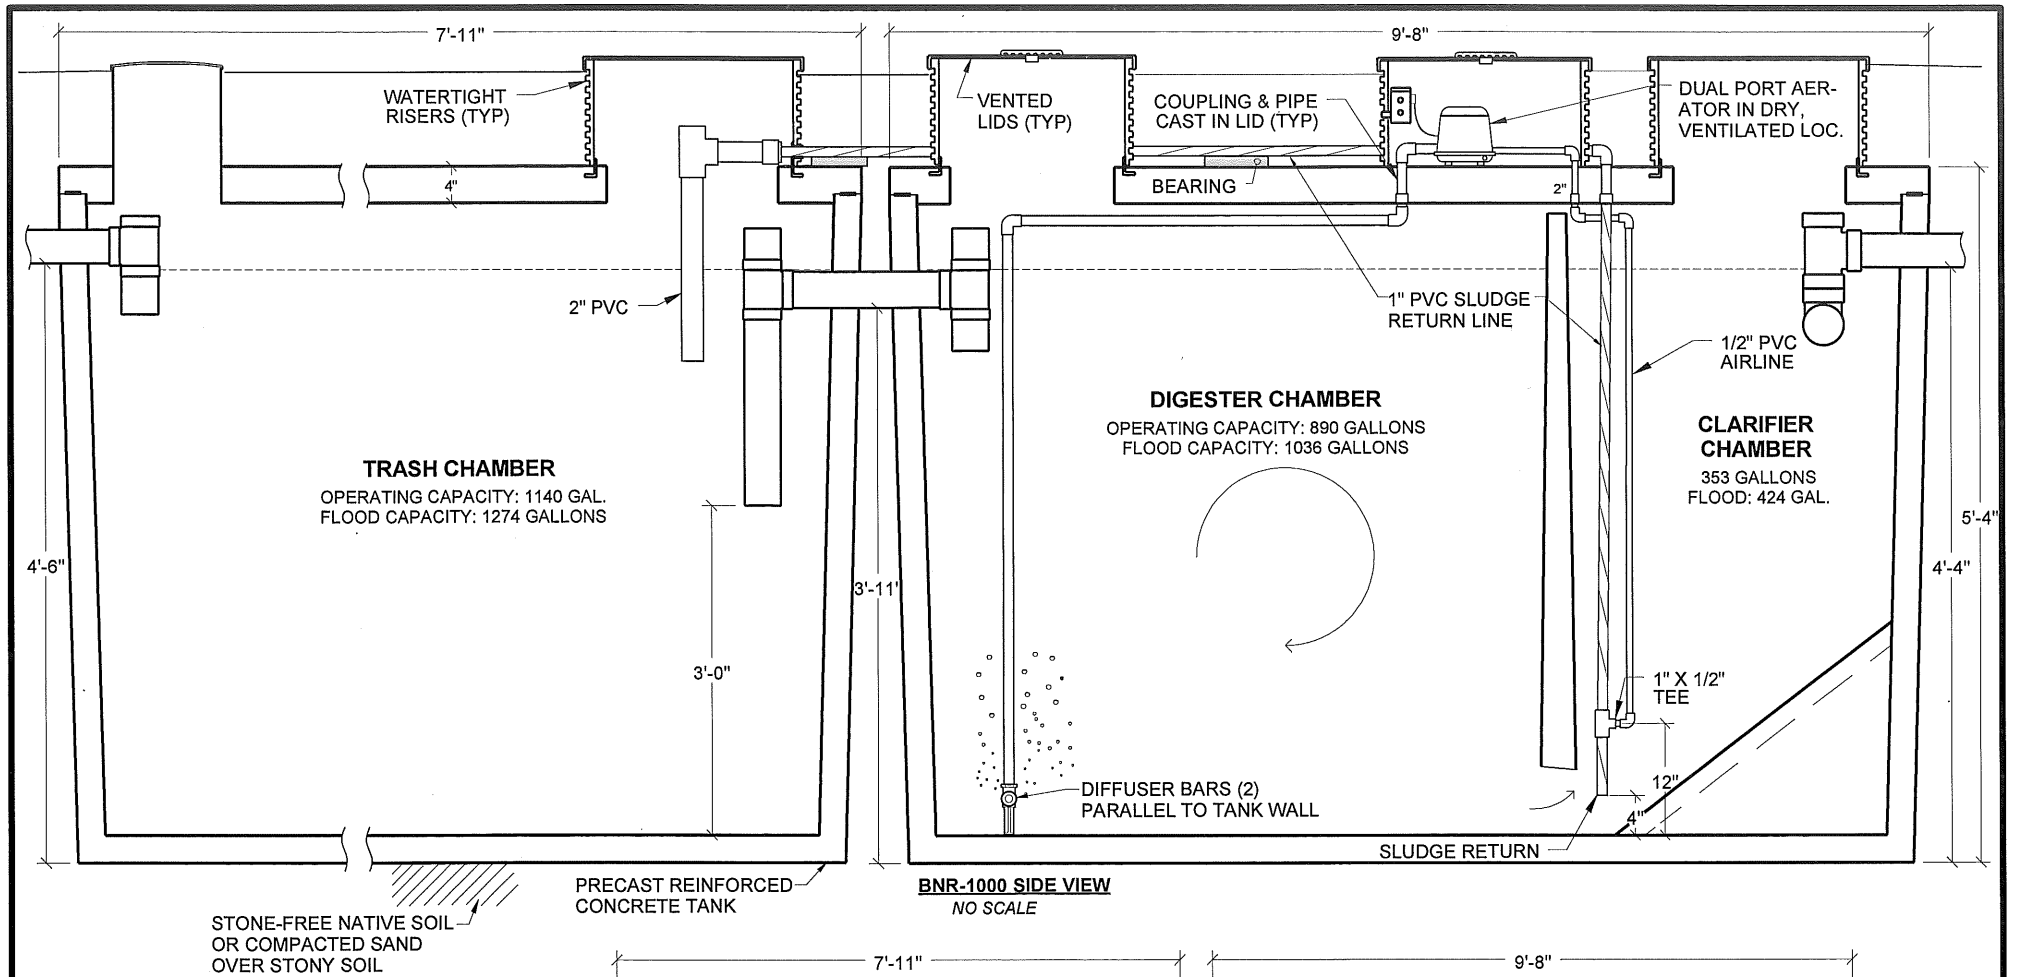 7'-11"
9'-8"
WATERTIGHT
RISERS (TYP)
VENTED
LIDS (TYP)
COUPLING & PIPE
CAST IN LID (TYP)
DUAL PORT AER-
ATOR IN DRY,
VENTILATED LOC.
4"
BEARING
2"
2" PVC
1" PVC SLUDGE
RETURN LINE
1/2" PVC
AIRLINE
TRASH CHAMBER
OPERATING CAPACITY: 1140 GAL.
FLOOD CAPACITY: 1274 GALLONS
DIGESTER CHAMBER
OPERATING CAPACITY: 890 GALLONS
FLOOD CAPACITY: 1036 GALLONS
CLARIFIER
CHAMBER
353 GALLONS
FLOOD: 424 GAL.
5'-4"
4'-6"
3'-11'
4'-4"
3'-0"
1" X 1/2"
TEE
12"
4"
DIFFUSER BARS (2)
PARALLEL TO TANK WALL
SLUDGE RETURN
PRECAST REINFORCED
CONCRETE TANK
BNR-1000 SIDE VIEW
NO SCALE
STONE-FREE NATIVE SOIL
OR COMPACTED SAND
OVER STONY SOIL
7'-11"
9'-8"